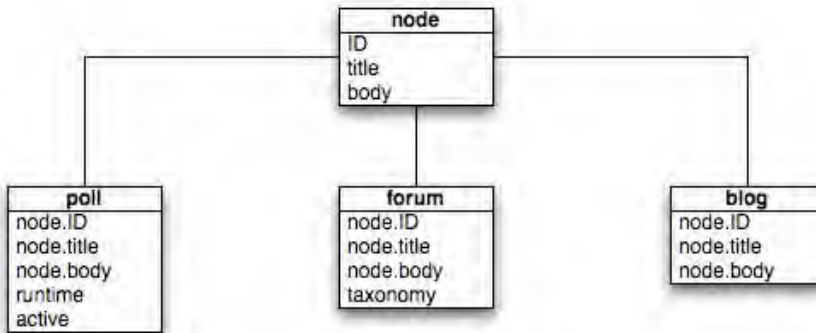 node
ID
title
body
poll
node.ID
node.title
node.body
runtime
active
forum
node.ID
node.title
node.body
taxonomy
blog
node.ID
node.title
node.body